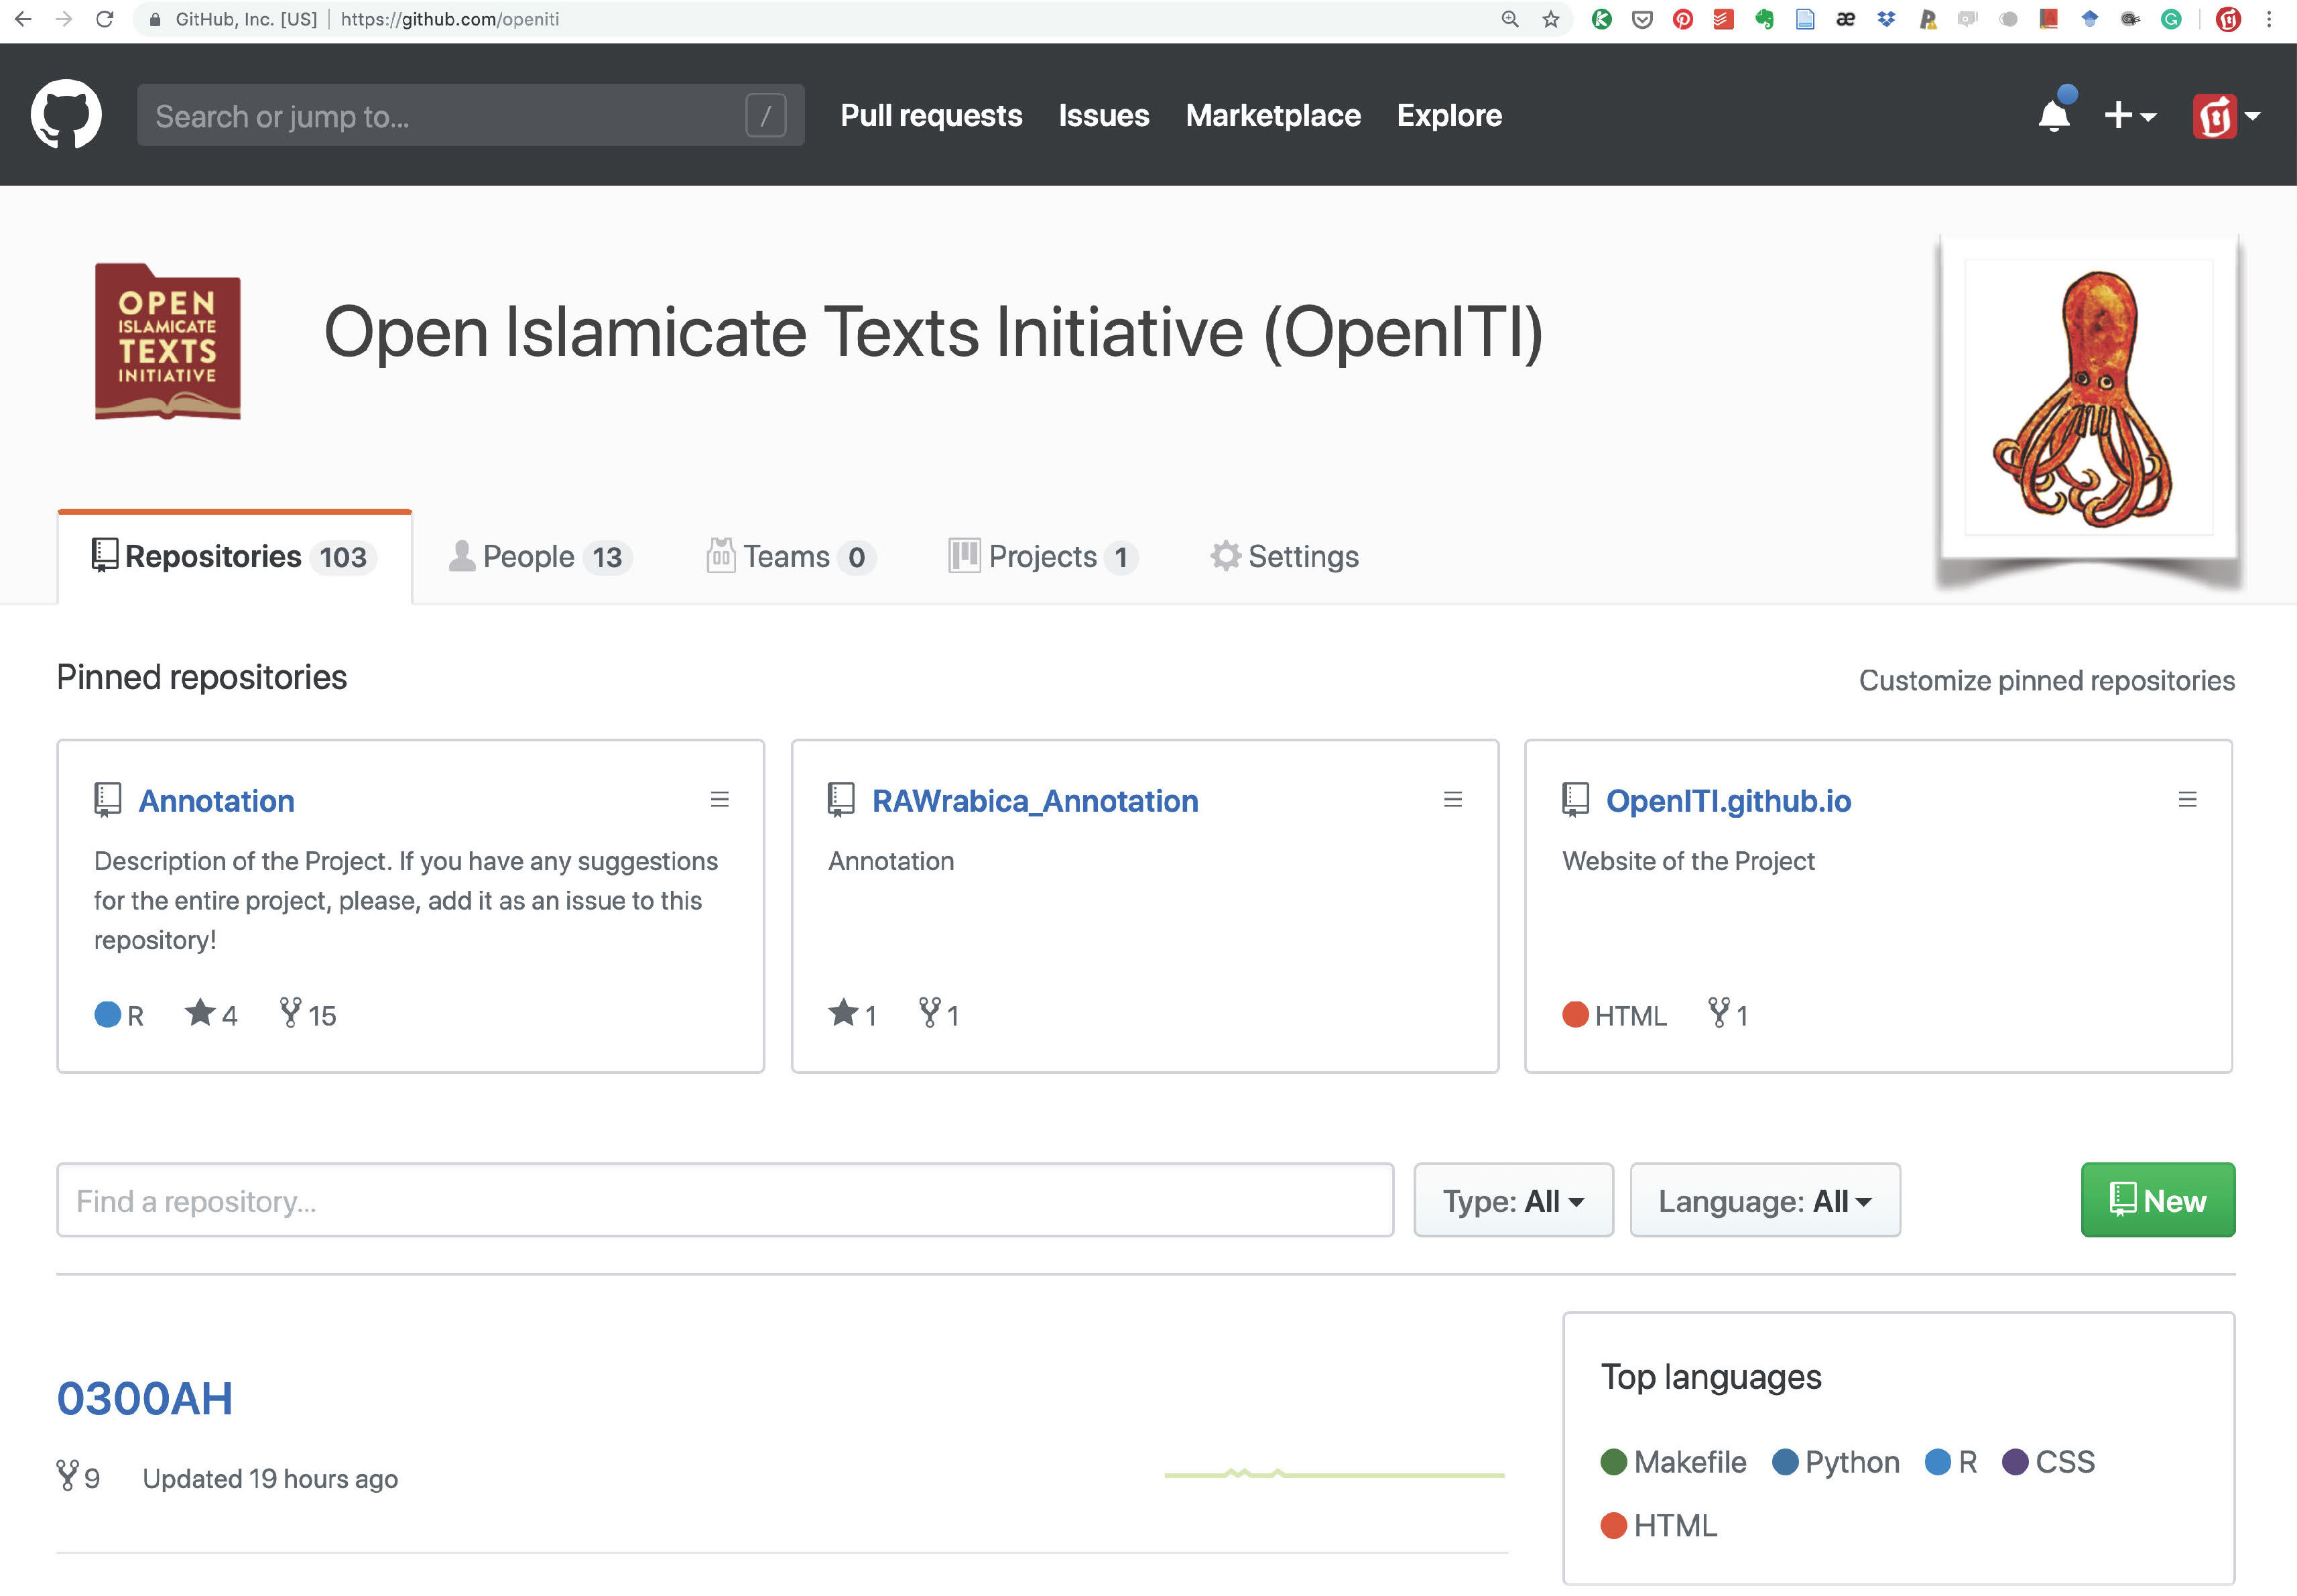 GitHub, Inc. [US] | https://github.com/openiti
Search or jump to... /
Pull requests Issues Marketplace Explore
OPEN
ISLAMICATE
TEXTS
INITIATIVE
Open Islamicate Texts Initiative (OpenITI)
Repositories 103 People 13 Teams 0 Projects 1 Settings
Pinned repositories
Customize pinned repositories
Annotation
Description of the Project. If you have any suggestions
for the entire project, please, add it as an issue to this
repository!
R 4 15
RAWrabica_Annotation
Annotation
1 1
OpenITI.github.io
Website of the Project
HTML 1
Find a repository...
Type: All
Language: All
New
0300AH
9 Updated 19 hours ago
Top languages
Makefile Python R CSS
HTML